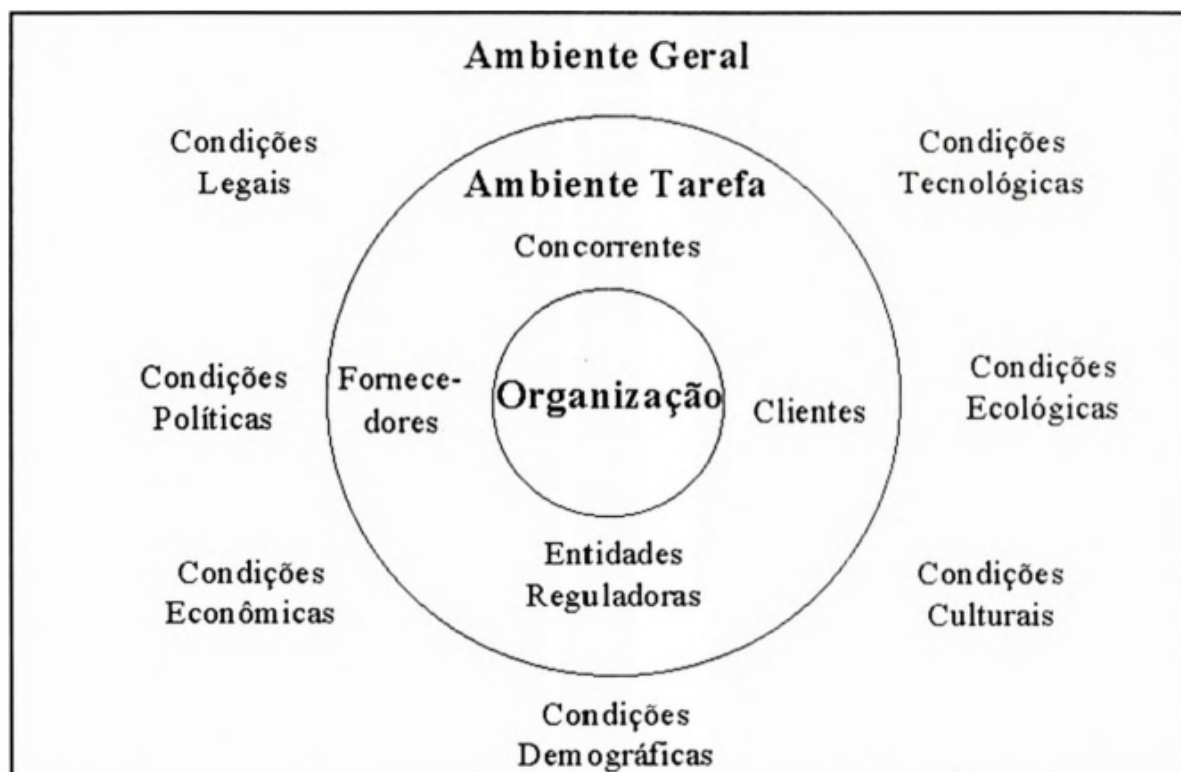 Ambiente Geral
Condições
Legais
Condições
Tecnológicas
Ambiente Tarefa
Concorrentes
Condições
Políticas
Fornece-
dores
Organização
Clientes
Condições
Ecológicas
Entidades
Reguladoras
Condições
Econômicas
Condições
Culturais
Condições
Demográficas